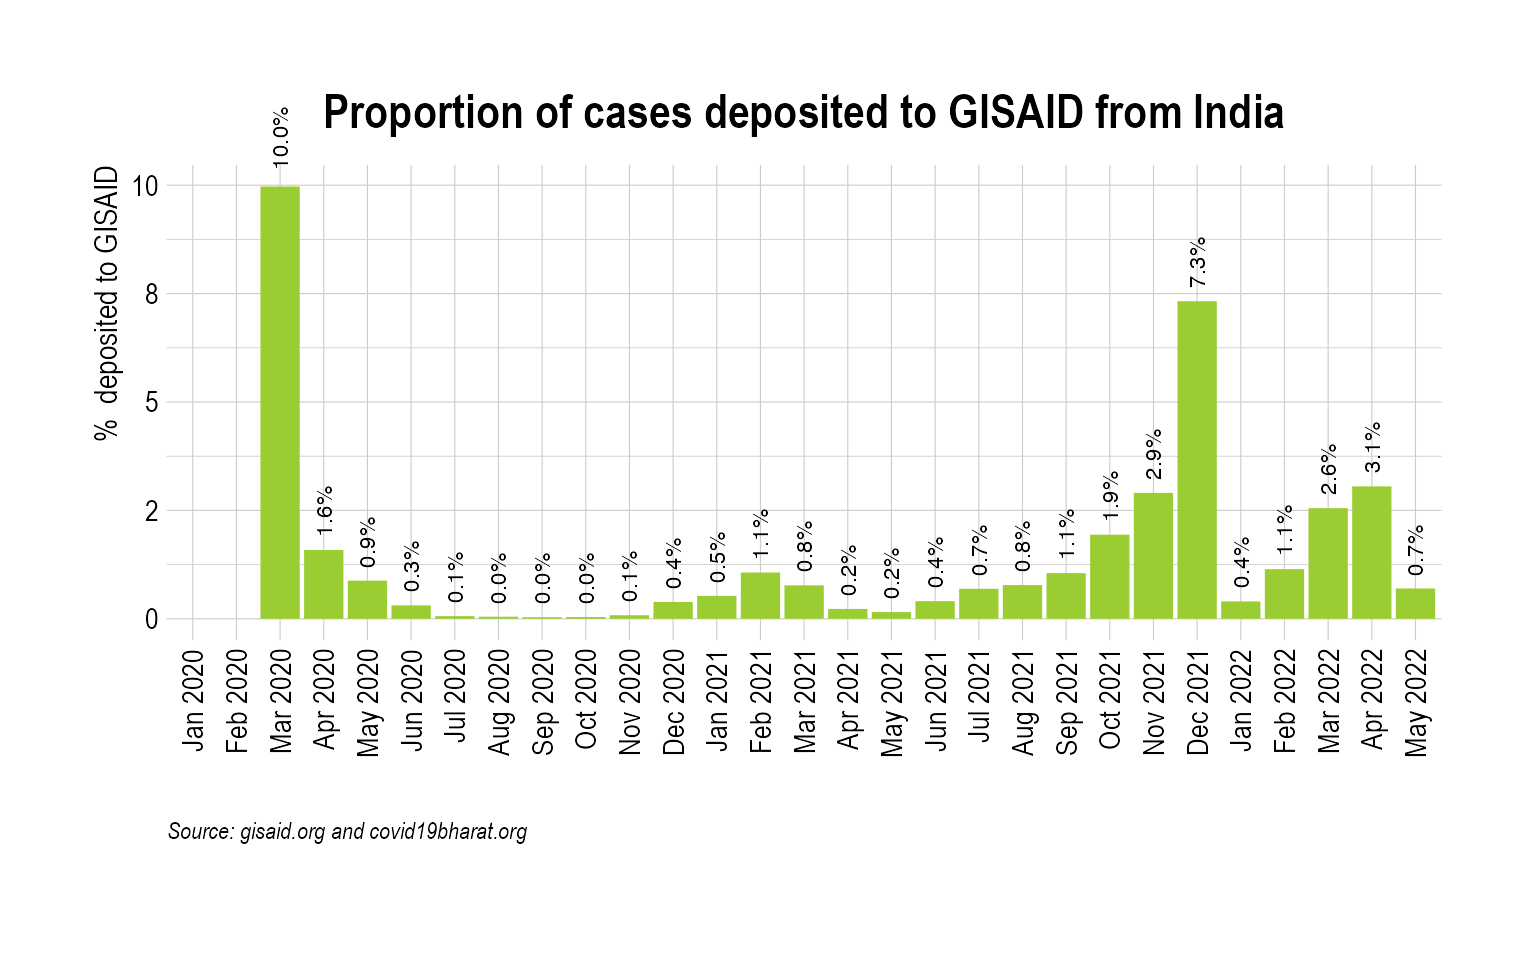 Proportion of cases deposited to GISAID from India
% deposited to GISAID
10
8
5
2
0
10.0%
1.6%
0.9%
0.3%
0.1%
0.0%
0.0%
0.0%
0.1%
0.4%
0.5%
1.1%
0.8%
0.2%
0.2%
0.4%
0.7%
0.8%
1.1%
1.9%
2.9%
7.3%
0.4%
1.1%
2.6%
3.1%
0.7%
Jan 2020
Feb 2020
Mar 2020
Apr 2020
May 2020
Jun 2020
Jul 2020
Aug 2020
Sep 2020
Oct 2020
Nov 2020
Dec 2020
Jan 2021
Feb 2021
Mar 2021
Apr 2021
May 2021
Jun 2021
Jul 2021
Aug 2021
Sep 2021
Oct 2021
Nov 2021
Dec 2021
Jan 2022
Feb 2022
Mar 2022
Apr 2022
May 2022
Source: gisaid.org and covid19bharat.org